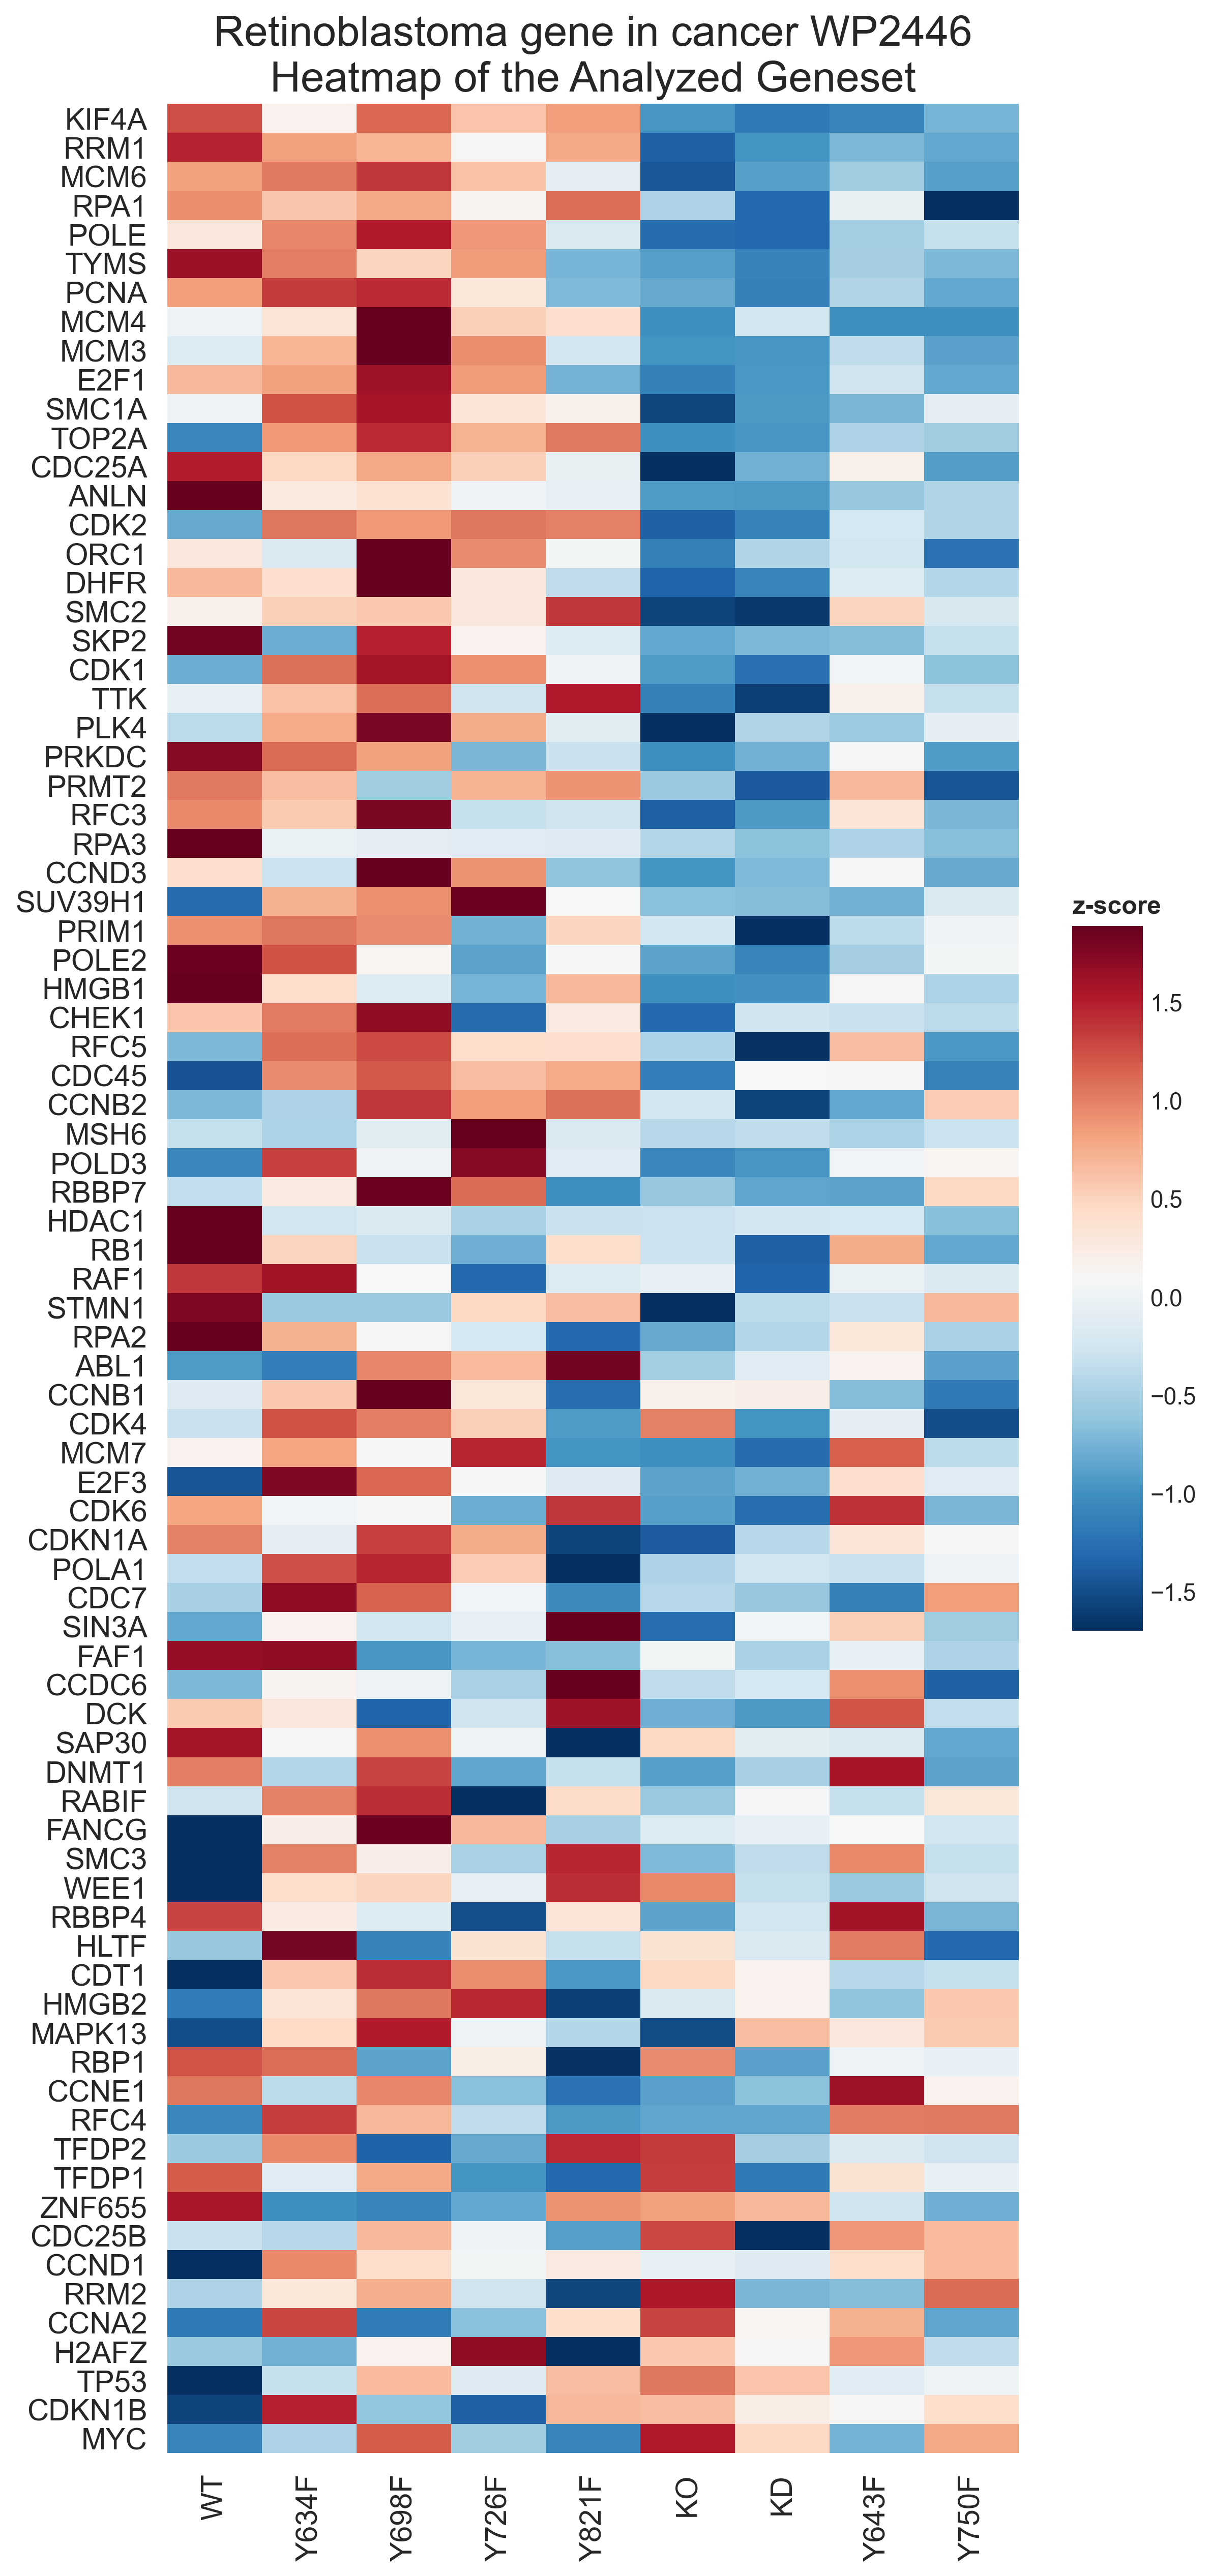 Retinoblastoma gene in cancer WP2446
Heatmap of the Analyzed Geneset
KIF4A
RRM1
MCM6
RPA1
POLE
TYMS
PCNA
MCM4
MCM3
E2F1
SMC1A
TOP2A
CDC25A
ANLN
CDK2
ORC1
DHFR
SMC2
SKP2
CDK1
TTK
PLK4
PRKDC
PRMT2
RFC3
RPA3
CCND3
SUV39H1
PRIM1
POLE2
HMGB1
CHEK1
RFC5
CDC45
CCNB2
MSH6
POLD3
RBBP7
HDAC1
RB1
RAF1
STMN1
RPA2
ABL1
CCNB1
CDK4
MCM7
E2F3
CDK6
CDKN1A
POLA1
CDC7
SIN3A
FAF1
CCDC6
DCK
SAP30
DNMT1
RABIF
FANCG
SMC3
WEE1
RBBP4
HLTF
CDT1
HMGB2
MAPK13
RBP1
CCNE1
RFC4
TFDP2
TFDP1
ZNF655
CDC25B
CCND1
RRM2
CCNA2
H2AFZ
TP53
CDKN1B
MYC
WT
Y634F
Y698F
Y726F
Y821F
KO
KD
Y643F
Y750F
z-score
1.5
1.0
0.5
0.0
−0.5
−1.0
−1.5